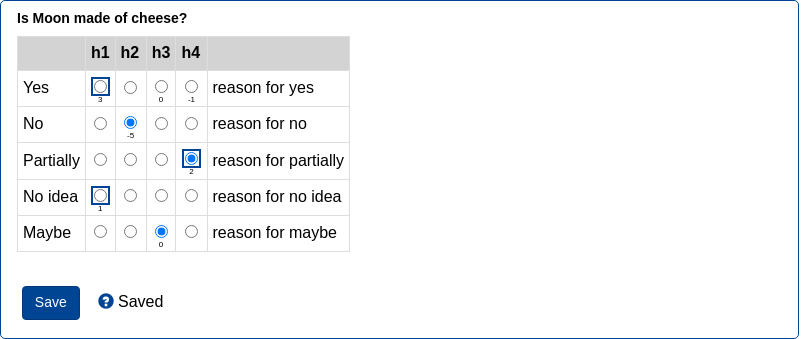 Is Moon made of cheese?
h1 h2 h3 h4
Yes 3 0 -1 reason for yes
No -5 reason for no
Partially 2 reason for partially
No idea 1 reason for no idea
Maybe 0 reason for maybe
Save ? Saved